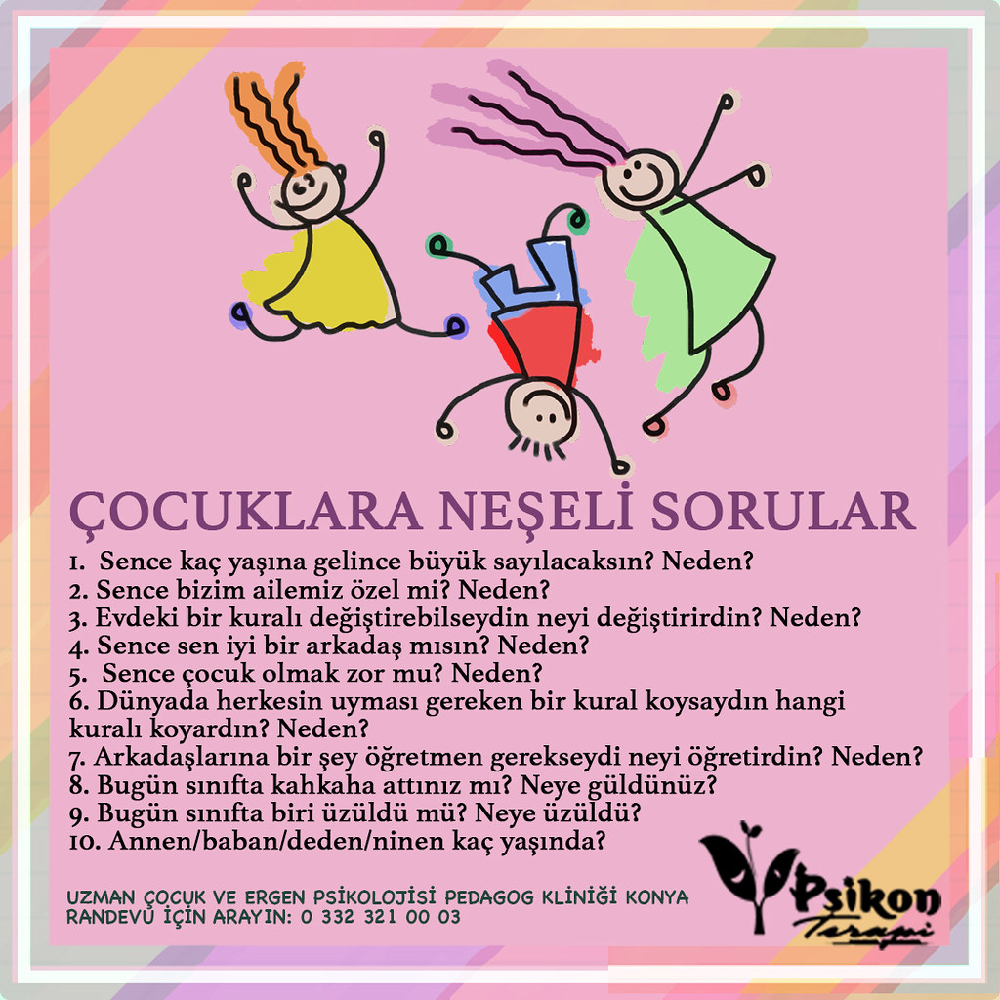 ÇOCUKLARA NEŞELİ SORULAR
1.  Sence kaç yaşına gelince büyük sayılacaksın? Neden?
2. Sence bizim ailemiz özel mi? Neden?
3. Evdeki bir kuralı değiştirebilseydin neyi değiştirirdin? Neden?
4. Sence sen iyi bir arkadaş mısın? Neden?
5.  Sence çocuk olmak zor mu? Neden?
6. Dünyada herkesin uyması gereken bir kural koysaydın hangi
kuralı koyardın? Neden?
7. Arkadaşlarına bir şey öğretmen gerekseydi neyi öğretirdin? Neden?
8. Bugün sınıfta kahkaha attınız mı? Neye güldünüz?
9. Bugün sınıfta biri üzüldü mü? Neye üzüldü?
10. Annen/baban/deden/ninen kaç yaşında?
UZMAN ÇOCUK VE ERGEN PSİKOLOJİSİ PEDAGOG KLİNİĞİ KONYA
RANDEVU İÇİN ARAYIN: 0 332 321 00 03
Psikon
Terapi